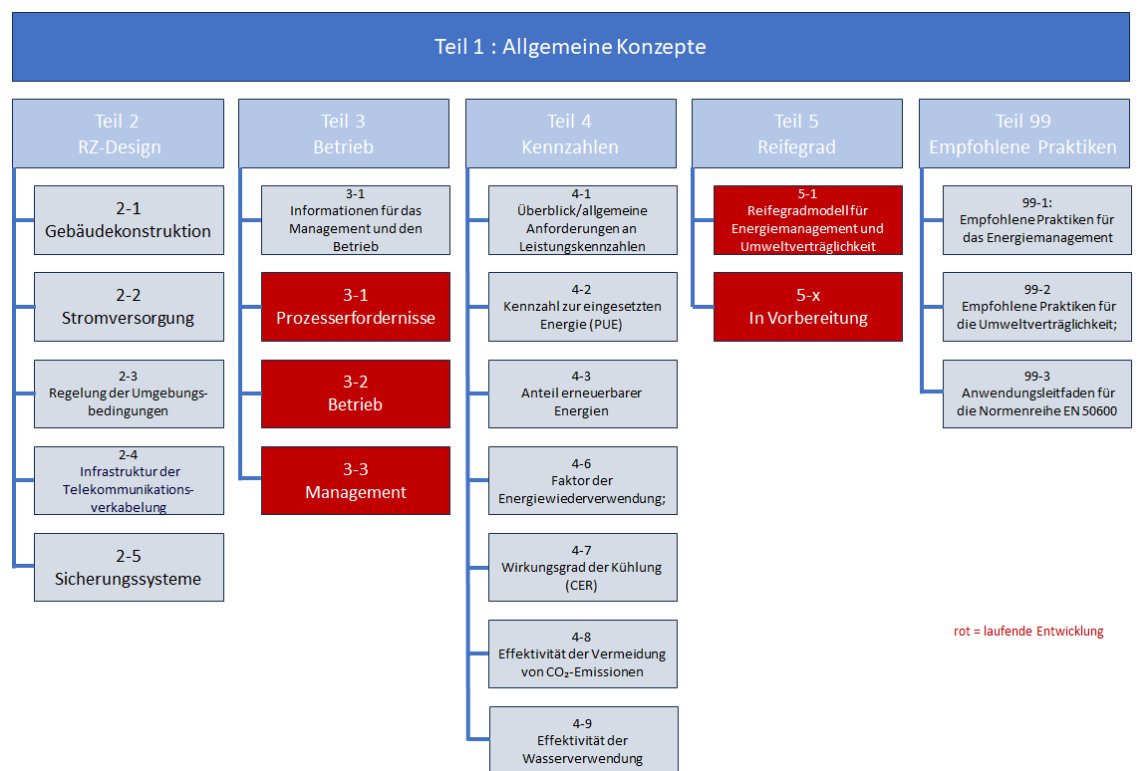 Teil 1 : Allgemeine Konzepte
Teil 2
RZ-Design
2-1
Gebäudekonstruktion
2-2
Stromversorgung
2-3
Regelung der Umgebungs-
bedingungen
2-4
Infrastruktur der
Telekommunikations-
verkabelung
2-5
Sicherungssysteme
Teil 3
Betrieb
3-1
Informationen für das
Management und den
Betrieb
3-1
Prozesserfordernisse
3-2
Betrieb
3-3
Management
Teil 4
Kennzahlen
4-1
Überblick/allgemeine
Anforderungen an
Leistungskennzahlen
4-2
Kennzahl zur eingesetzten
Energie (PUE)
4-3
Anteil erneuerbarer
Energien
4-6
Faktor der
Energiewiederverwendung;
4-7
Wirkungsgrad der Kühlung
(CER)
4-8
Effektivität der Vermeidung
von CO₂-Emissionen
4-9
Effektivität der
Wasserverwendung
Teil 5
Reifegrad
5-1
Reifegradmodell für
Energiemanagement und
Umweltverträglichkeit
5-x
In Vorbereitung
Teil 99
Empfohlene Praktiken
99-1:
Empfohlene Praktiken für
das Energiemanagement
99-2
Empfohlene Praktiken für
die Umweltverträglichkeit;
99-3
Anwendungsleitfaden für
die Normenreihe EN 50600
rot = laufende Entwicklung